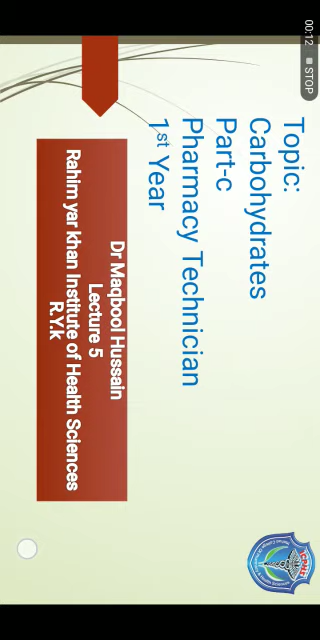 00:12 STOP
Topic:
Carbohydrates
Part-c
Pharmacy Technician
1st Year
Dr Maqbool Hussain
Lecture 5
Rahim yar khan Institute of Health Sciences
R.Y.k